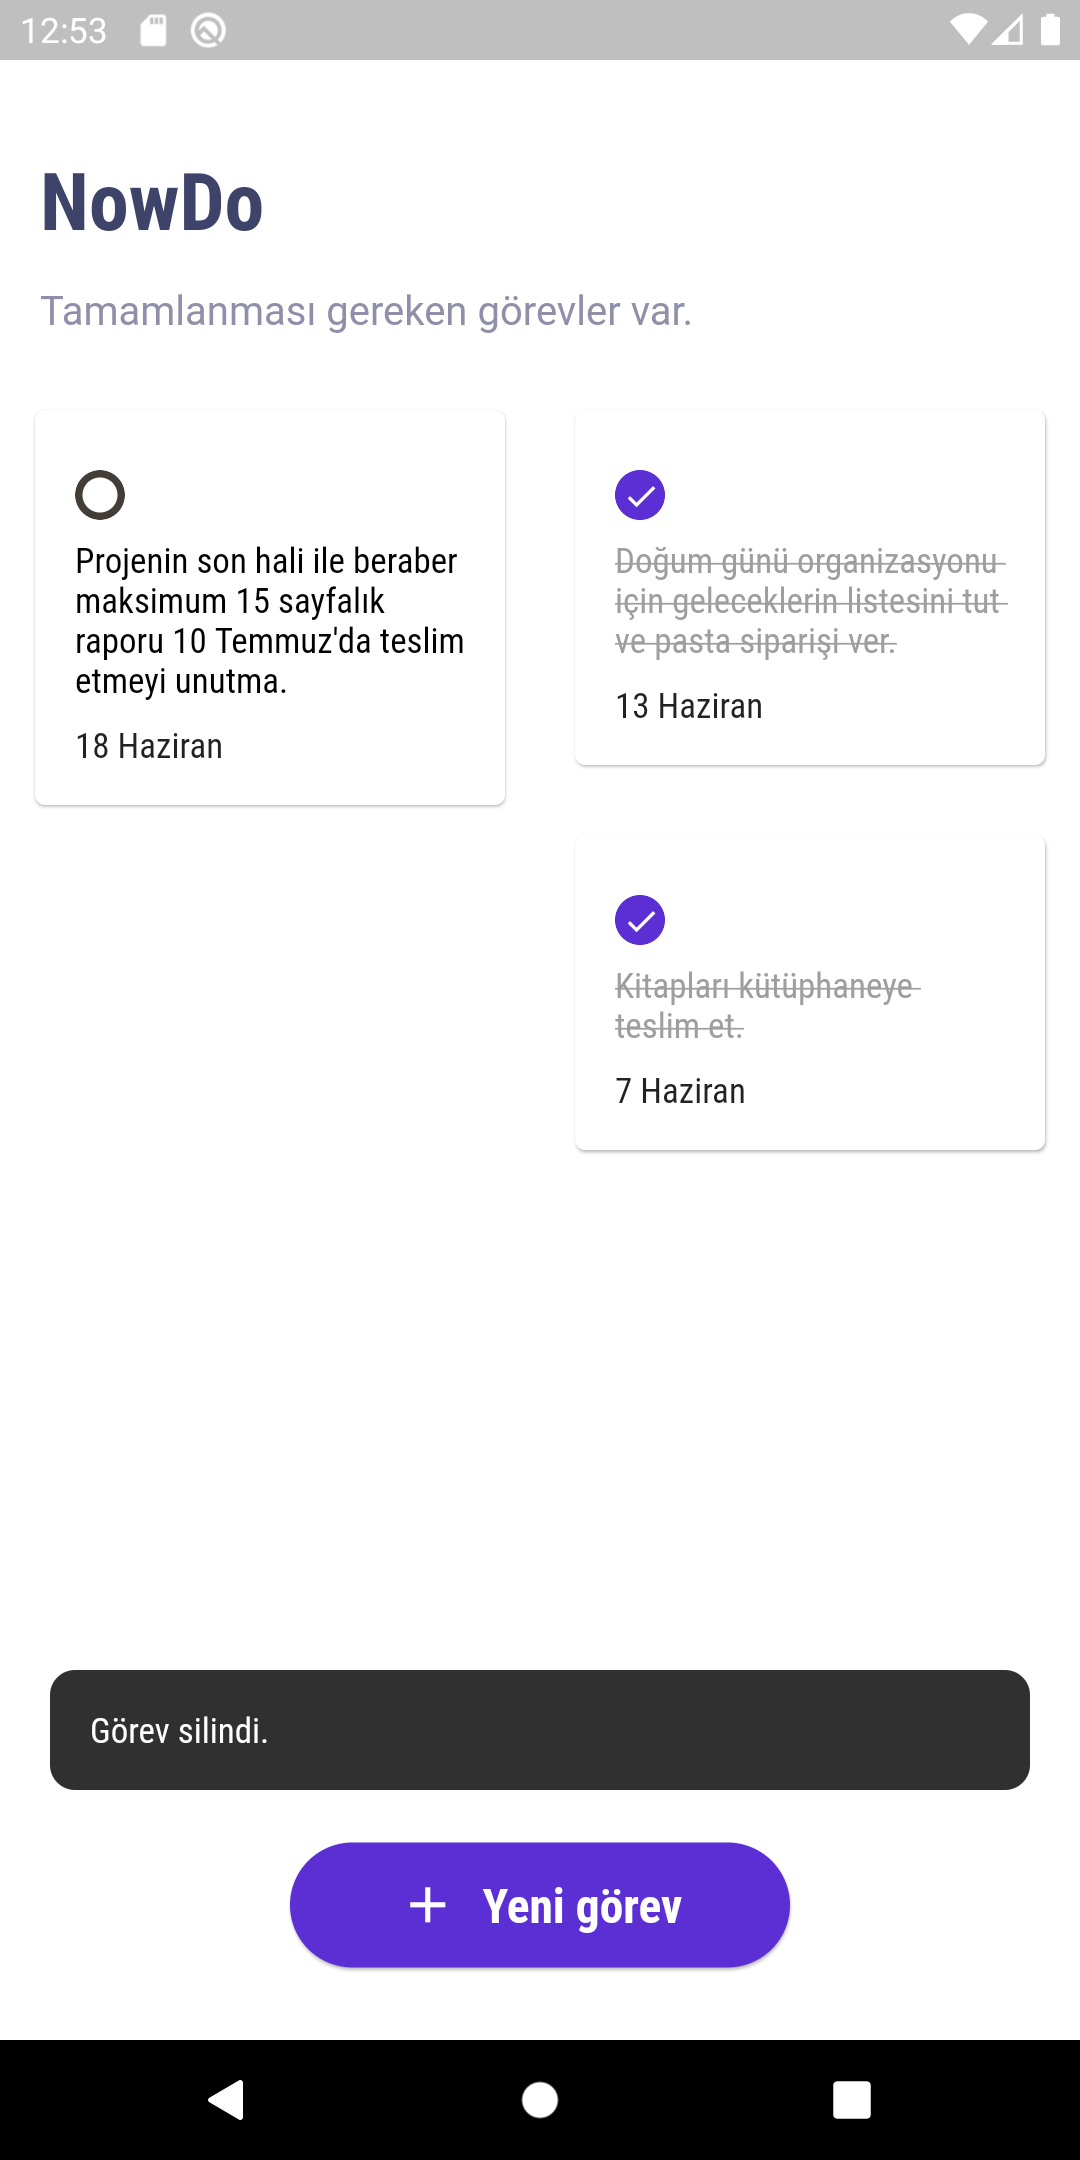 12:53
NowDo
Tamamlanması gereken görevler var.
Projenin son hali ile beraber
maksimum 15 sayfalık
raporu 10 Temmuz'da teslim
etmeyi unutma.
18 Haziran
Doğum günü organizasyonu
için geleceklerin listesini tut
ve pasta siparişi ver.
13 Haziran
Kitapları kütüphaneye
teslim et.
7 Haziran
Görev silindi.
Yeni görev